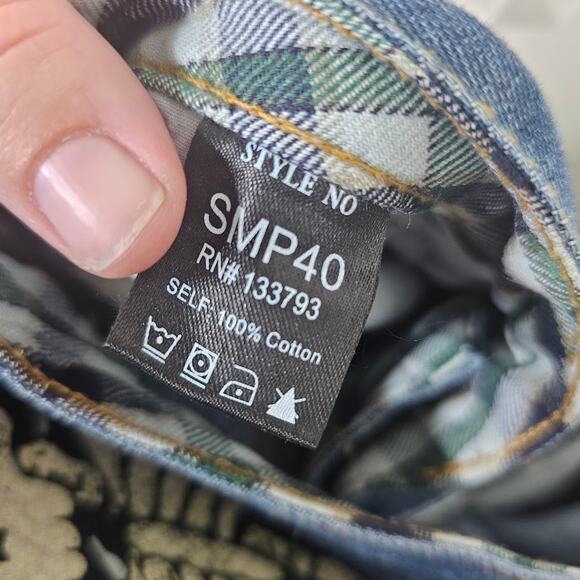 STYLE NO
SMP40
RN# 133793
SELF 100% Cotton